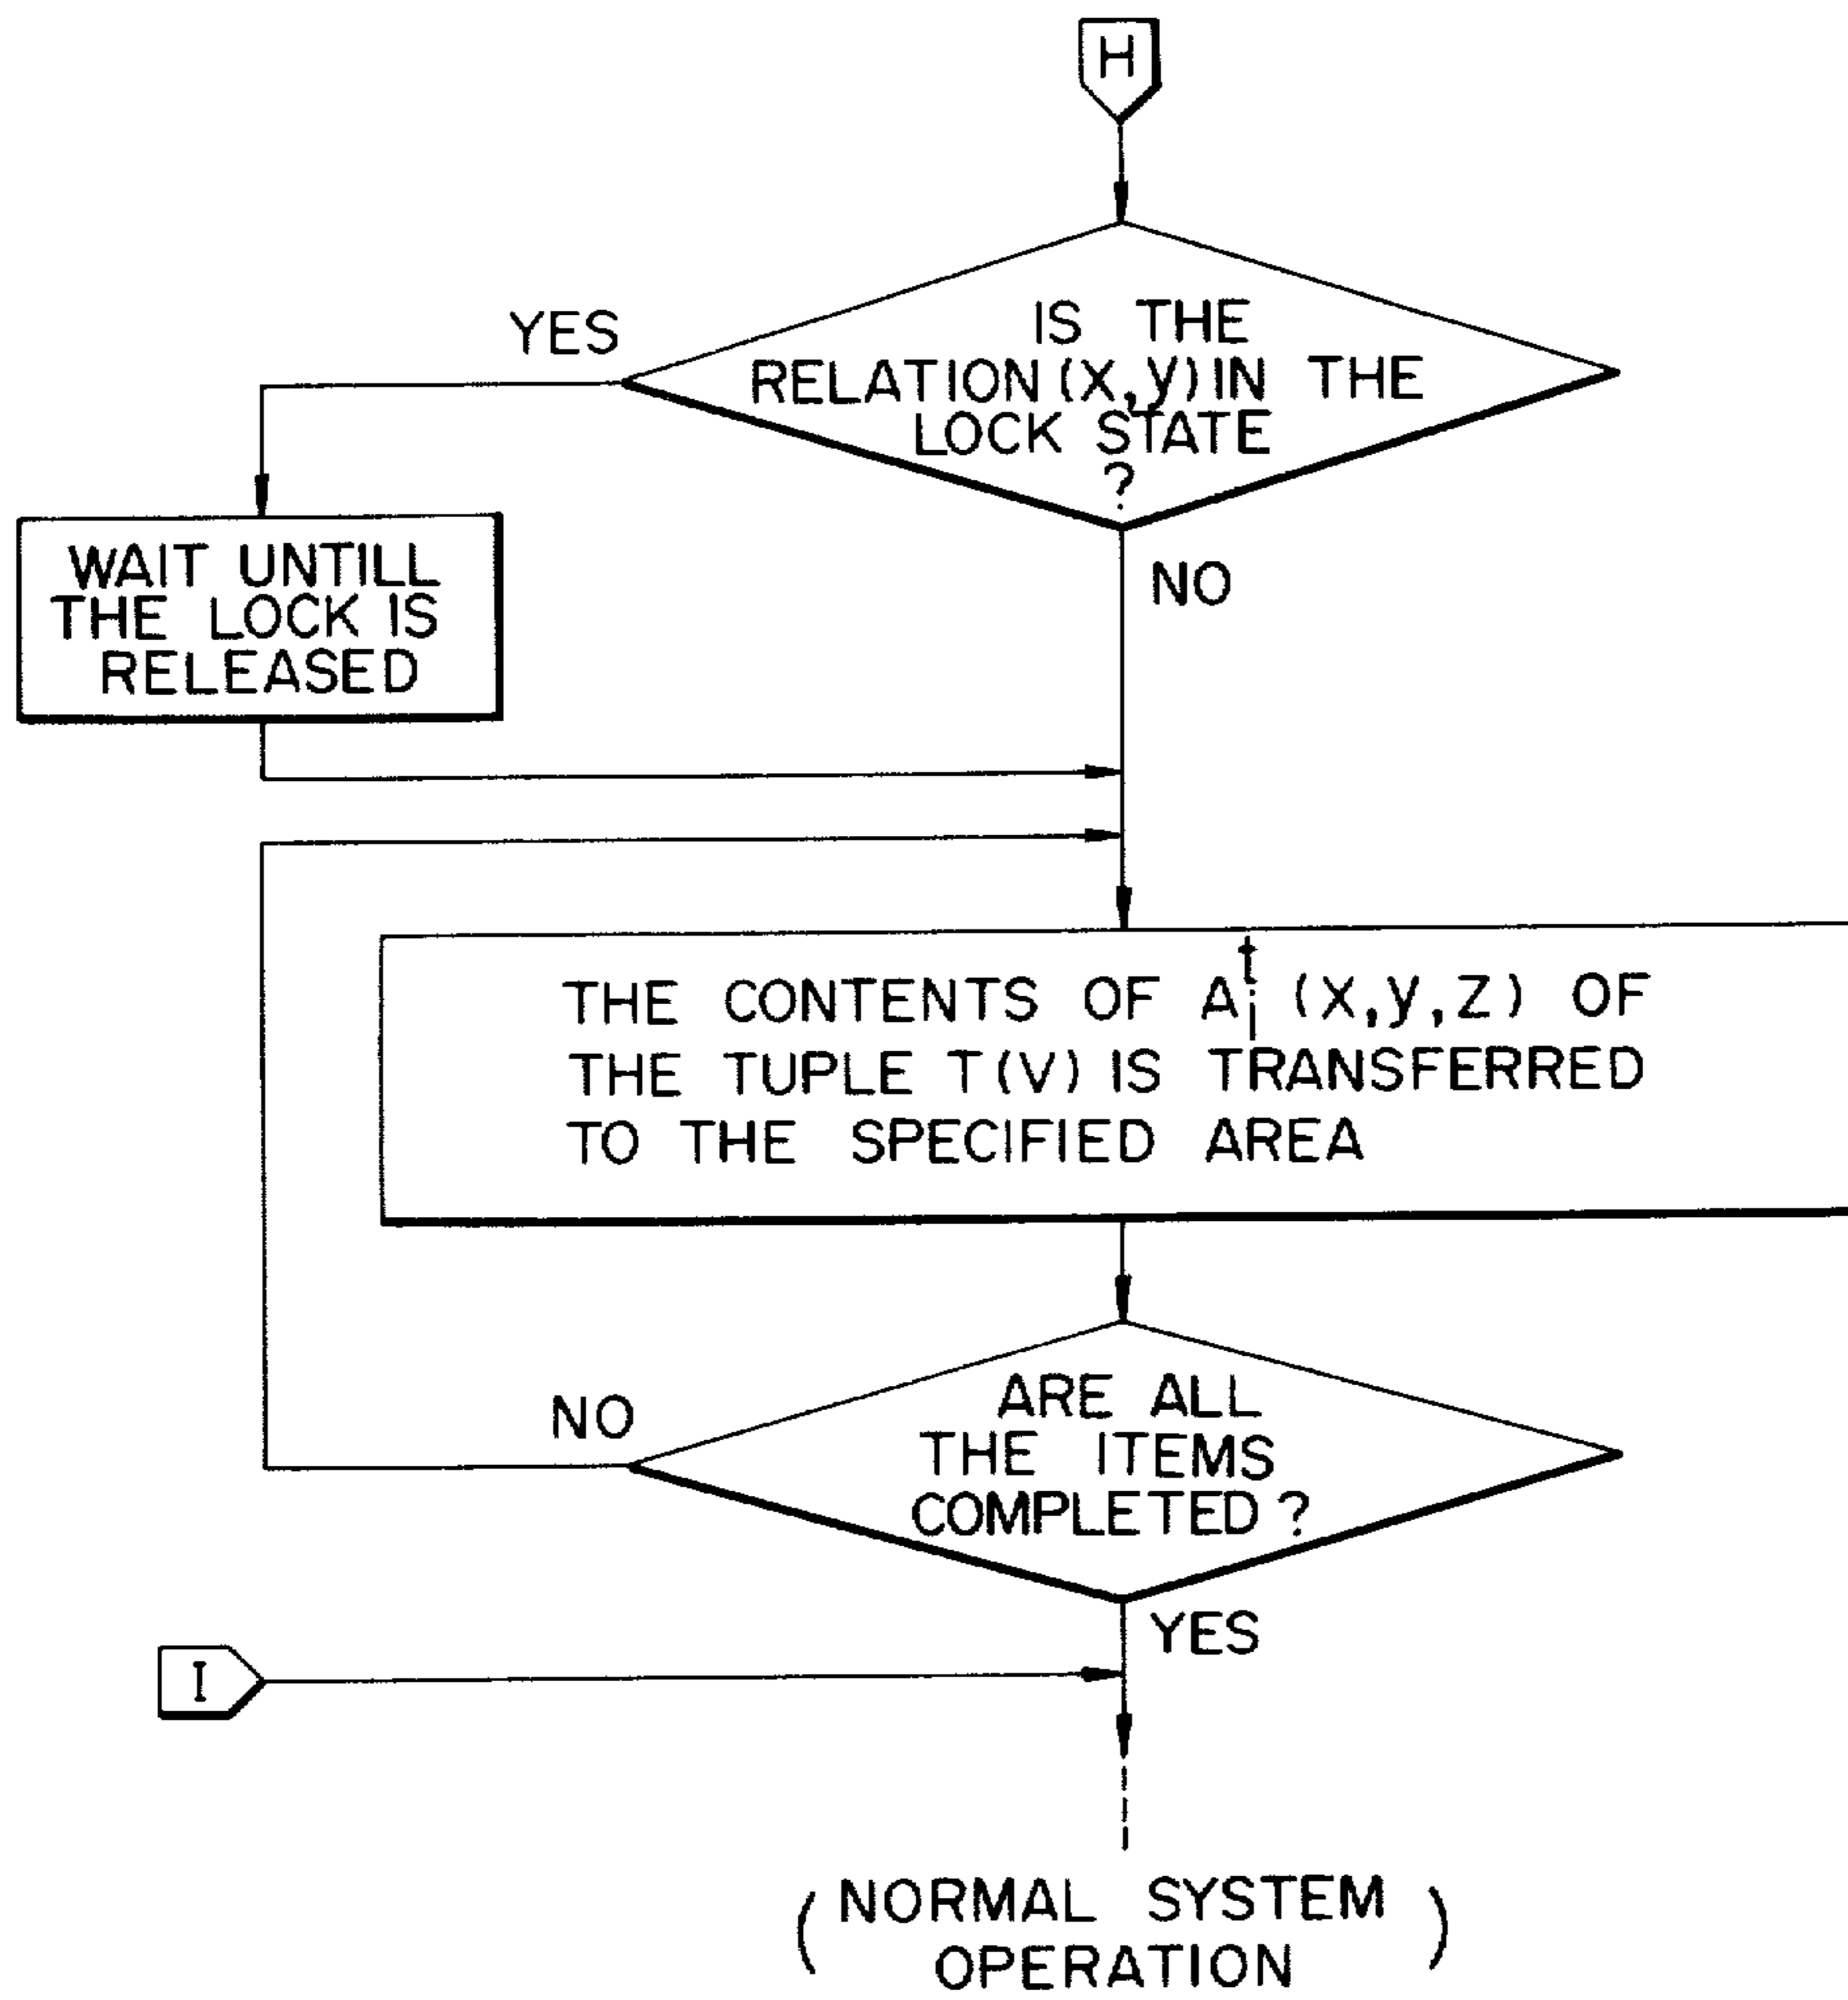 H
IS THE
RELATION(X,y)IN THE
LOCK STATE
?
YES
NO
WAIT UNTILL
THE LOCK IS
RELEASED
THE CONTENTS OF A^t_i (X,y,Z) OF
THE TUPLE T(V) IS TRANSFERRED
TO THE SPECIFIED AREA
ARE ALL
THE ITEMS
COMPLETED?
NO
YES
I
(NORMAL SYSTEM
OPERATION)